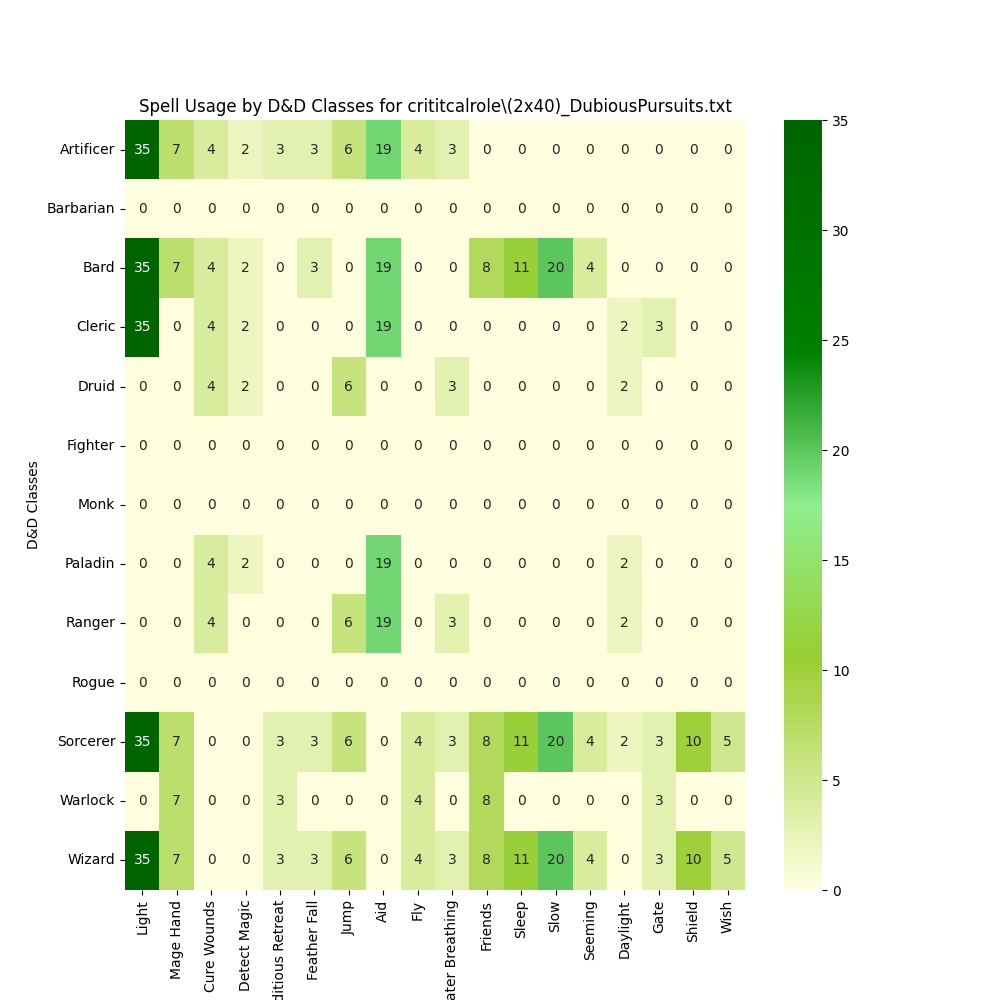 Spell Usage by D&D Classes for crititcalrole\(2x40)_DubiousPursuits.txt
D&D Classes
Artificer 35 7 4 2 3 3 6 19 4 3 0 0 0 0 0 0 0 0
Barbarian 0 0 0 0 0 0 0 0 0 0 0 0 0 0 0 0 0 0
Bard 35 7 4 2 0 3 0 19 0 0 8 11 20 4 0 0 0 0
Cleric 35 0 4 2 0 0 0 19 0 0 0 0 0 0 2 3 0 0
Druid 0 0 4 2 0 0 6 0 0 3 0 0 0 0 2 0 0 0
Fighter 0 0 0 0 0 0 0 0 0 0 0 0 0 0 0 0 0 0
Monk 0 0 0 0 0 0 0 0 0 0 0 0 0 0 0 0 0 0
Paladin 0 0 4 2 0 0 0 19 0 0 0 0 0 0 2 0 0 0
Ranger 0 0 4 0 0 0 6 19 0 3 0 0 0 0 2 0 0 0
Rogue 0 0 0 0 0 0 0 0 0 0 0 0 0 0 0 0 0 0
Sorcerer 35 7 0 0 3 3 6 0 4 3 8 11 20 4 2 3 10 5
Warlock 0 7 0 0 3 0 0 0 4 0 8 0 0 0 0 3 0 0
Wizard 35 7 0 0 3 3 6 0 4 3 8 11 20 4 0 3 10 5
Light
Mage Hand
Cure Wounds
Detect Magic
ditious Retreat
Feather Fall
Jump
Aid
Fly
ater Breathing
Friends
Sleep
Slow
Seeming
Daylight
Gate
Shield
Wish
35
30
25
20
15
10
5
0